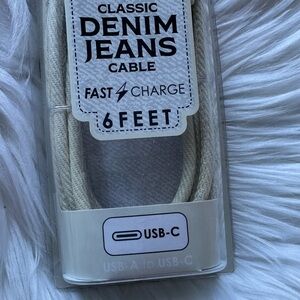 CLASSIC
DENIM
JEANS
CABLE
FAST CHARGE
6 FEET
USB-C
USB-A to USB-C